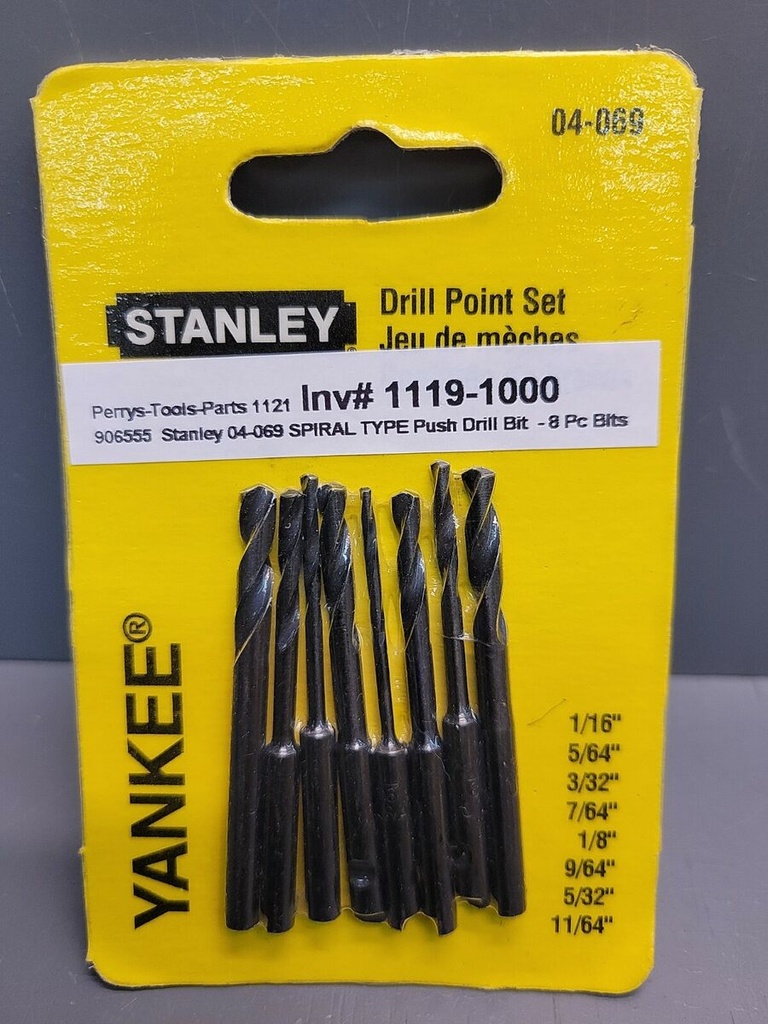 04-069
STANLEY®
Drill Point Set
Jeu de mèches
Perrys-Tools-Parts 1121 Inv# 1119-1000
906555 Stanley 04-069 SPIRAL TYPE Push Drill Bit - 8 Pc Bits
YANKEE®
1/16"
5/64"
3/32"
7/64"
1/8"
9/64"
5/32"
11/64"